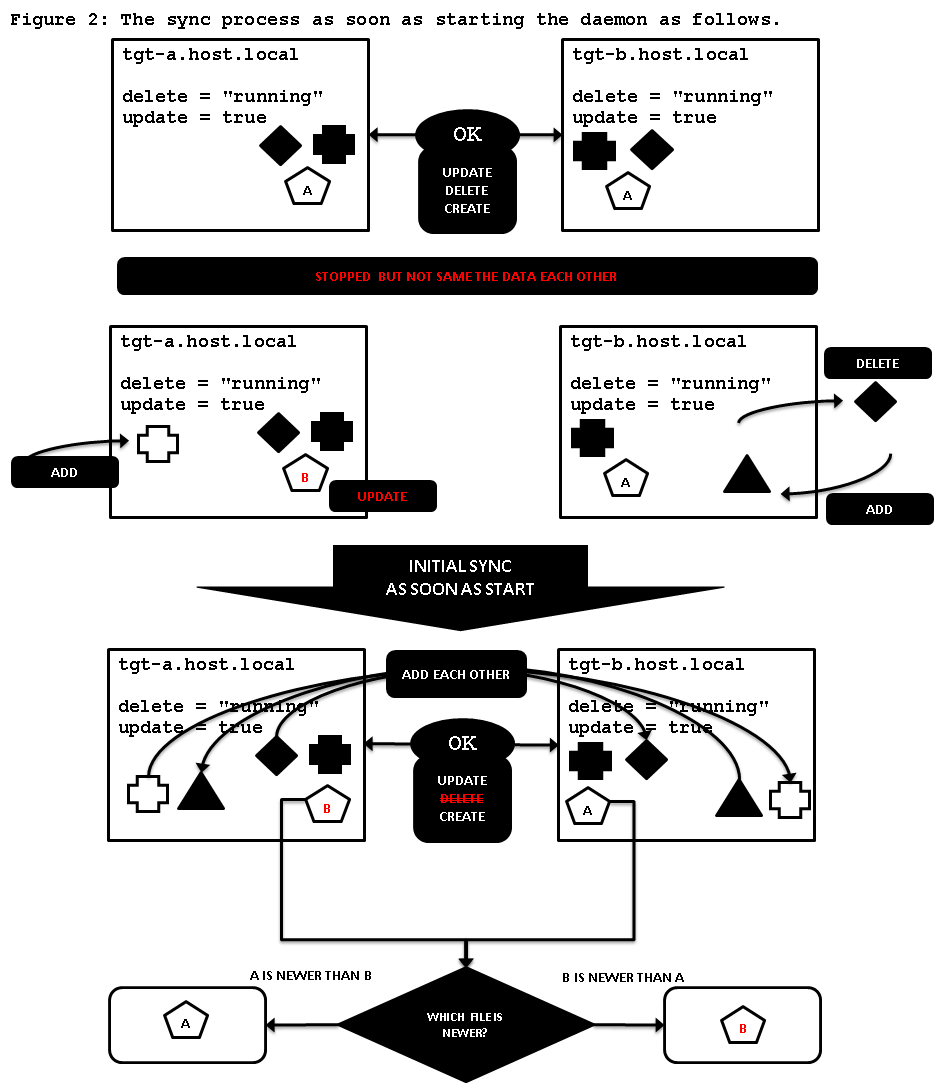 Figure 2: The sync process as soon as starting the daemon as follows.
tgt-a.host.local
delete = "running"
update = true
A
OK
UPDATE
DELETE
CREATE
tgt-b.host.local
delete = "running"
update = true
A
STOPPED BUT NOT SAME THE DATA EACH OTHER
tgt-a.host.local
delete = "running"
update = true
ADD
B
UPDATE
tgt-b.host.local
delete = "running"
update = true
A
DELETE
ADD
INITIAL SYNC
AS SOON AS START
tgt-a.host.local
delete = "running"
update = true
B
ADD EACH OTHER
OK
UPDATE
DELETE
CREATE
tgt-b.host.local
delete = "running"
update = true
A
A IS NEWER THAN B
B IS NEWER THAN A
A
WHICH FILE IS
NEWER?
B